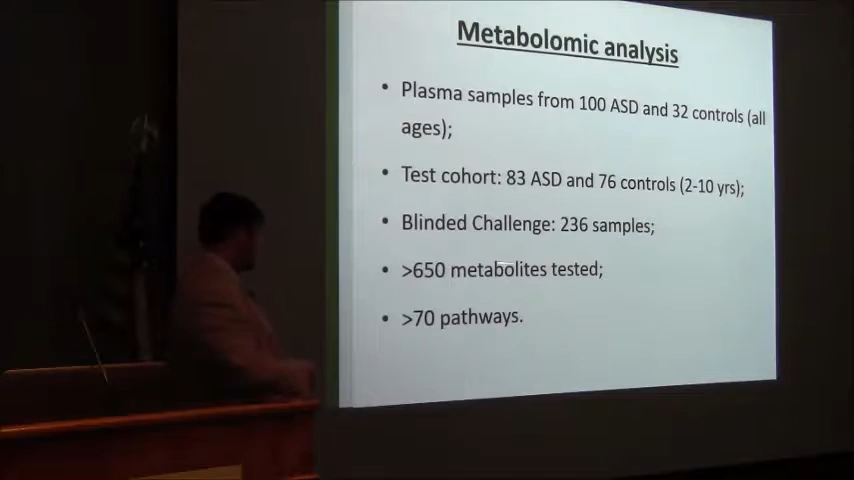 Metabolomic analysis
• Plasma samples from 100 ASD and 32 controls (all
ages);
• Test cohort: 83 ASD and 76 controls (2-10 yrs);
• Blinded Challenge: 236 samples;
• >650 metabolites tested;
• >70 pathways.